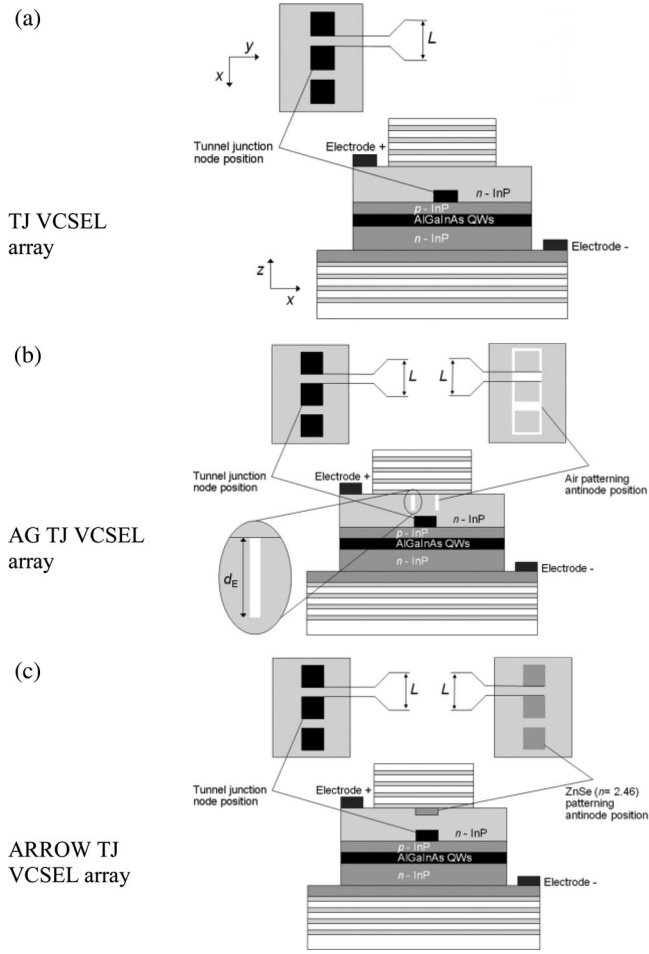 (a)
L
y
x
Tunnel junction
node position
Electrode +
n - InP
p - InP
AlGaInAs QWs
n - InP
Electrode -
TJ VCSEL
array
z
x
(b)
L
L
Tunnel junction
node position
Electrode +
Air patterning
antinode position
n - InP
p - InP
AlGaInAs QWs
n - InP
Electrode -
AG TJ VCSEL
array
dE
(c)
L
L
Tunnel junction
node position
Electrode +
ZnSe (n= 2.46)
patterning
antinode position
n - InP
p - InP
AlGaInAs QWs
n - InP
Electrode -
ARROW TJ
VCSEL array